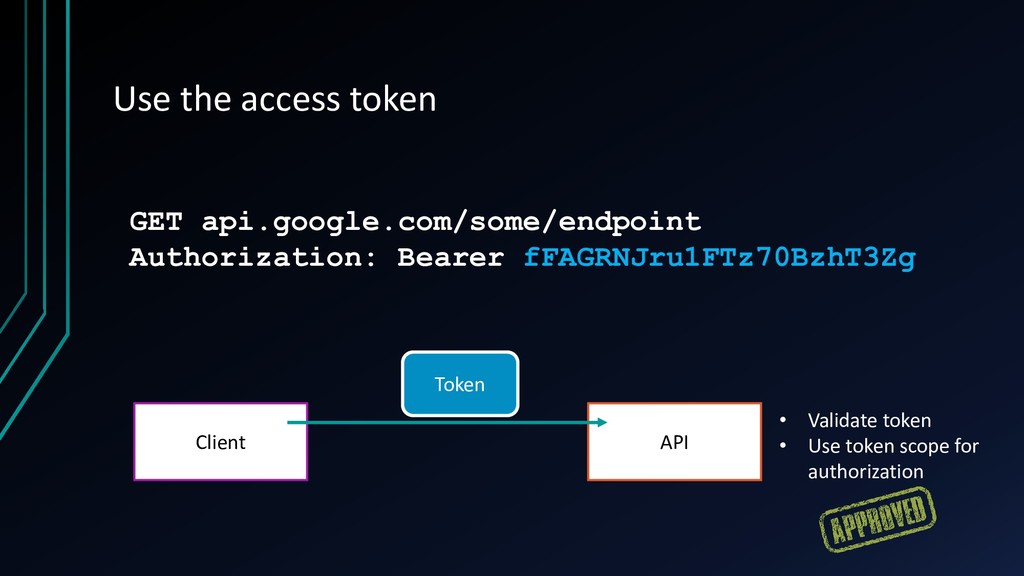 Use the access token
GET api.google.com/some/endpoint
Authorization: Bearer fFAGRNJru1FTz70BzhT3Zg
Token
Client
API
• Validate token
• Use token scope for
authorization
APPROVED